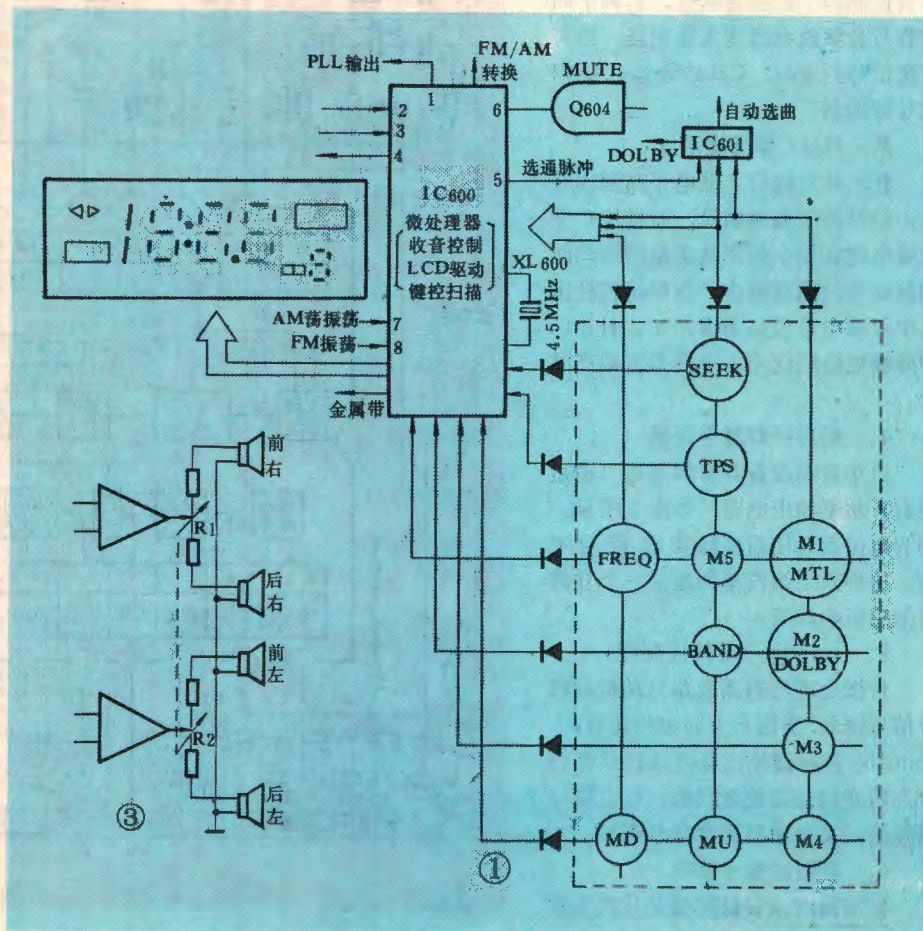 FM/AM
转换
PLL 输出
1
MUTE
Q604
2
3
4
6
5
自动选曲
IC601
DOLBY
选通脉冲
IC600
微处理器
收音控制
LCD驱动
键控扫描
XL600
4.5MHz
AM荡振荡
7
FM振荡
8
金属带
SEEK
TPS
FREQ
M5
M1
MTL
BAND
M2
DOLBY
M3
MD
MU
M4
①
前
右
R1
后
右
前
左
R2
后
左
③